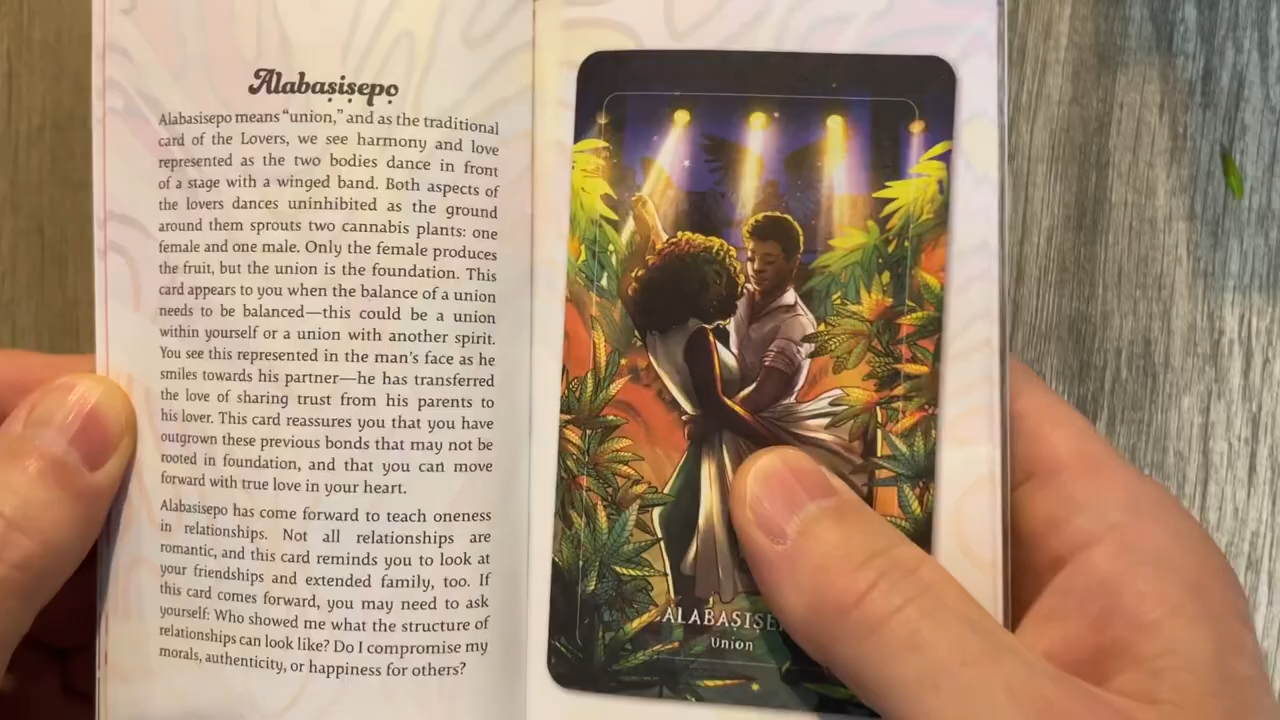 Alabaṣiṣepọ
Alabasisepo means “union,” and as the traditional
card of the Lovers, we see harmony and love
represented as the two bodies dance in front
of a stage with a winged band. Both aspects of
the lovers dances uninhibited as the ground
around them sprouts two cannabis plants: one
female and one male. Only the female produces
the fruit, but the union is the foundation. This
card appears to you when the balance of a union
needs to be balanced—this could be a union
within yourself or a union with another spirit.
You see this represented in the man’s face as he
smiles towards his partner—he has transferred
the love of sharing trust from his parents to
his lover. This card reassures you that you have
outgrown these previous bonds that may not be
rooted in foundation, and that you can move
forward with true love in your heart.
Alabasisepo has come forward to teach oneness
in relationships. Not all relationships are
romantic, and this card reminds you to look at
your friendships and extended family, too. If
this card comes forward, you may need to ask
yourself: Who showed me what the structure of
relationships can look like? Do I compromise my
morals, authenticity, or happiness for others?
ALABAṢIṢE
Union